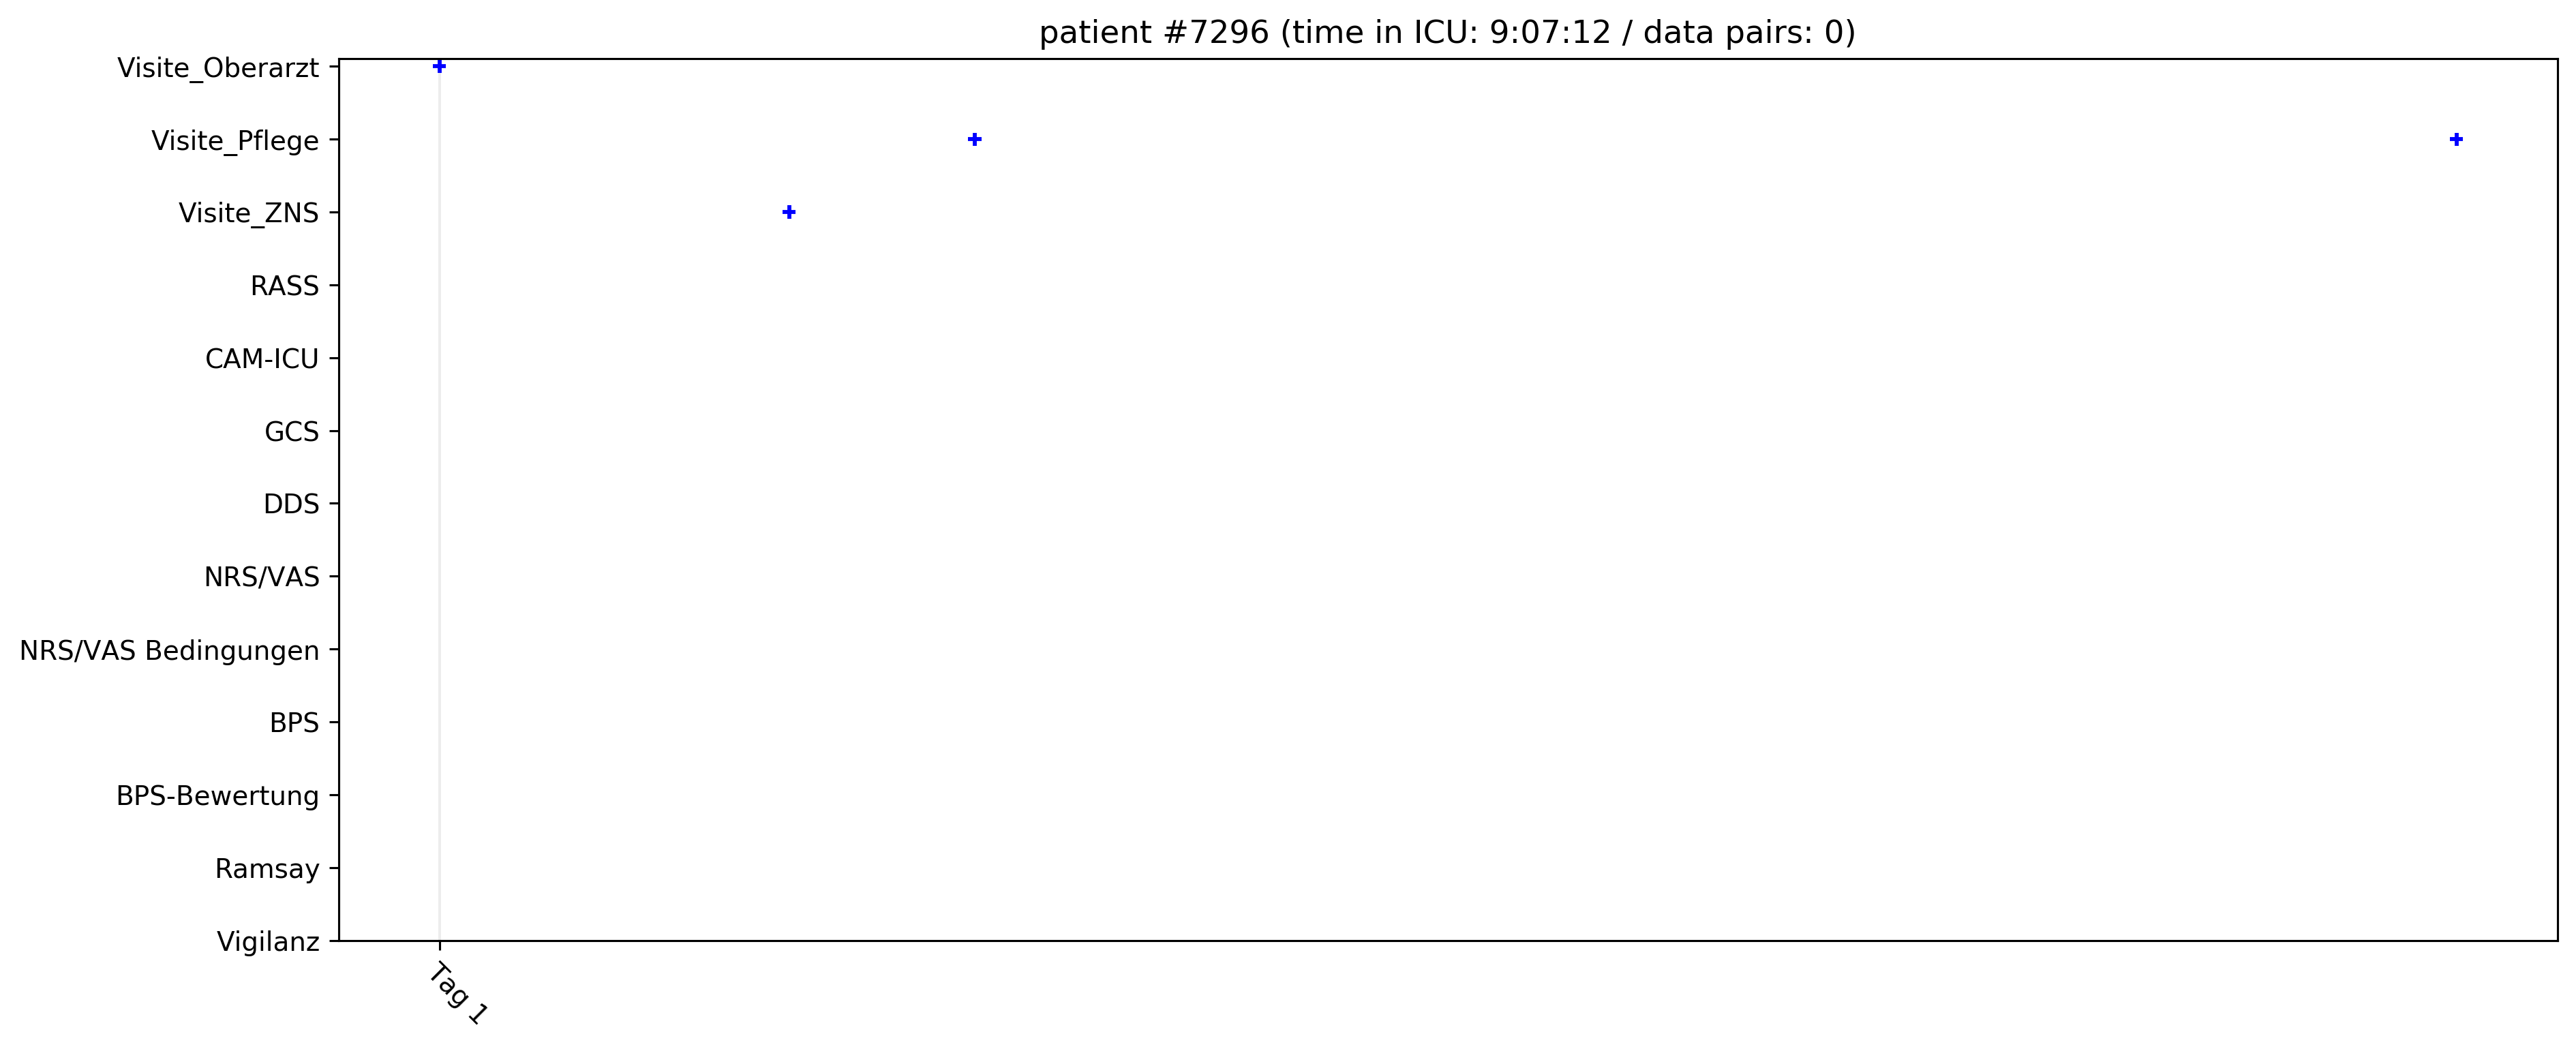 patient #7296 (time in ICU: 9:07:12 / data pairs: 0)
Visite_Oberarzt
Visite_Pflege
Visite_ZNS
RASS
CAM-ICU
GCS
DDS
NRS/VAS
NRS/VAS Bedingungen
BPS
BPS-Bewertung
Ramsay
Vigilanz
Tag 1